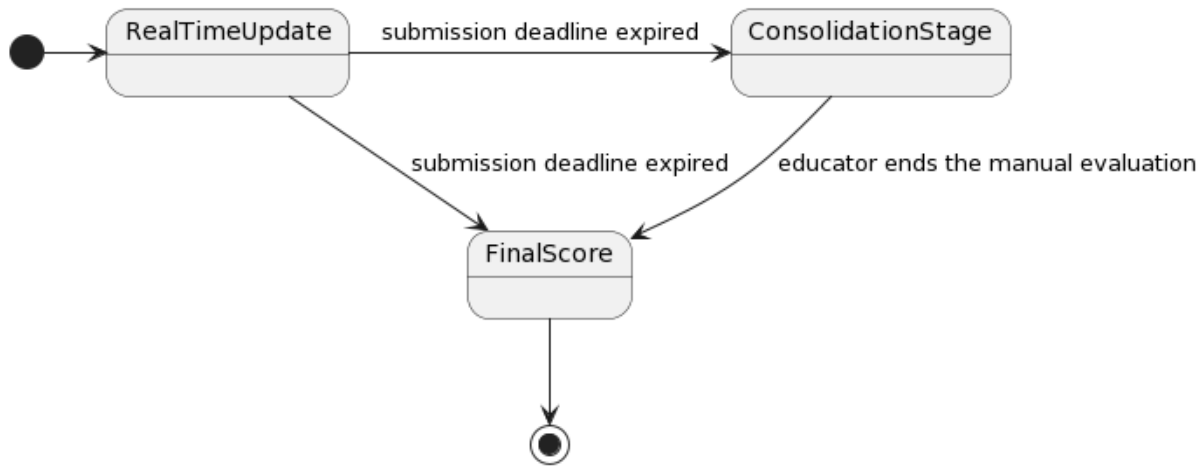 RealTimeUpdate
submission deadline expired
ConsolidationStage
submission deadline expired
educator ends the manual evaluation
FinalScore